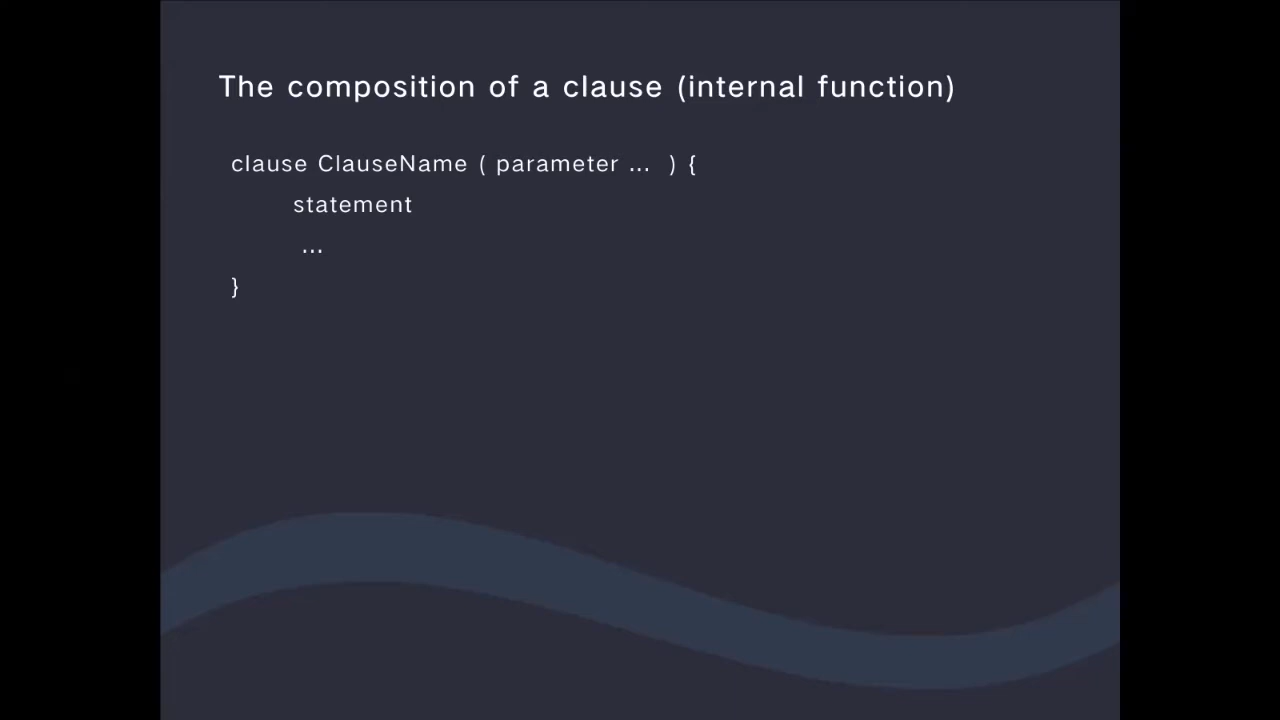 The composition of a clause (internal function)
clause ClauseName ( parameter ... ) {
statement
...
}